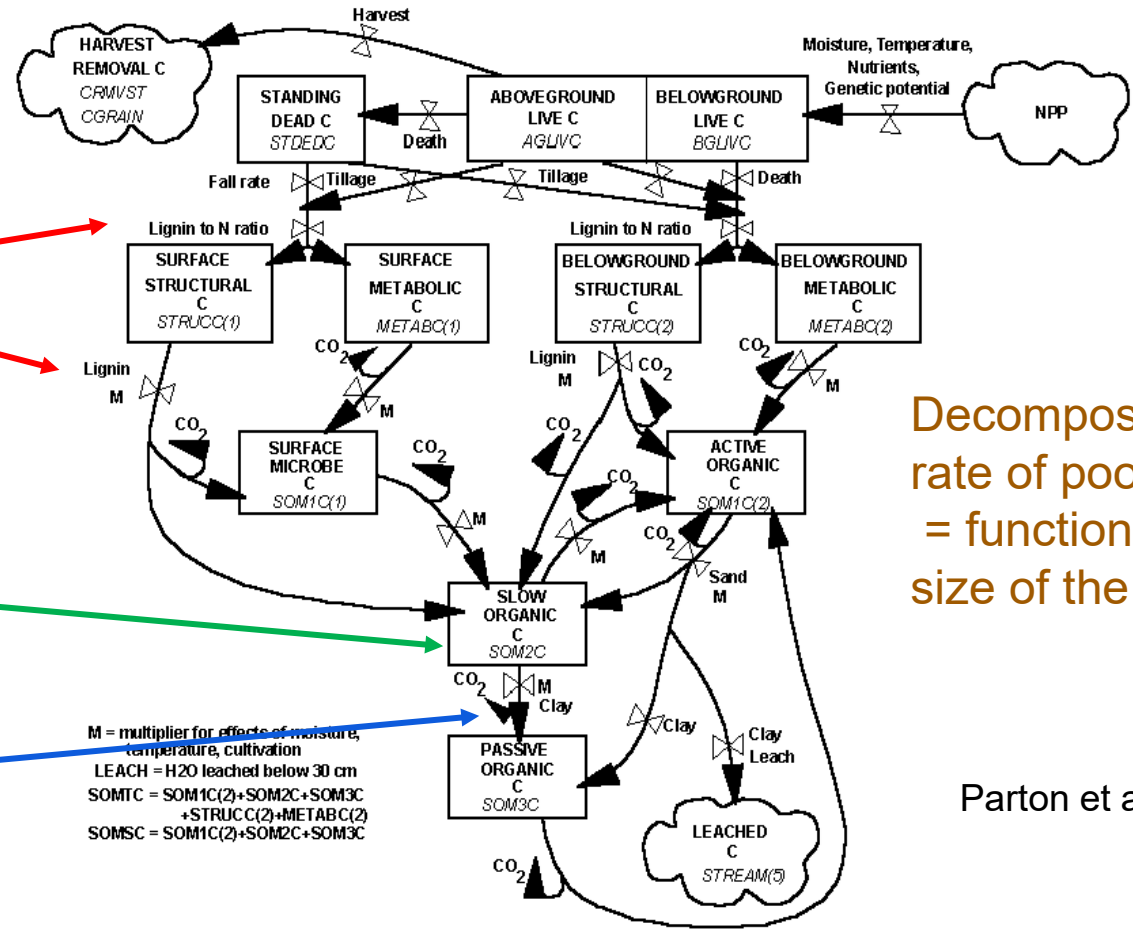 Harvest
HARVEST
REMOVAL C
CRMVST
CGRAIN
STANDING
DEAD C
STDEDC
Death
ABOVEGROUND
LIVE C
AGLIVC
BELOWGROUND
LIVE C
BGLIVC
Moisture, Temperature,
Nutrients,
Genetic potential
NPP
Fall rate
Tillage
Tillage
Death
Lignin to N ratio
Lignin to N ratio
SURFACE
STRUCTURAL
C
STRUCC(1)
SURFACE
METABOLIC
C
METABC(1)
BELOWGROUND
STRUCTURAL
C
STRUCC(2)
BELOWGROUND
METABOLIC
C
METABC(2)
Lignin
M
CO2
M
Lignin
M
CO2
CO2
M
CO2
SURFACE
MICROBE
C
SOM1C(1)
CO2
M
CO2
CO2
M
ACTIVE
ORGANIC
C
SOM1C(2)
CO2
Sand
M
Decompos
rate of poo
= function
size of the
SLOW
ORGANIC
C
SOM2C
CO2
M
Clay
Clay
Clay
Leach
PASSIVE
ORGANIC
C
SOM3C
CO2
LEACHED
C
STREAM(5)
M = multiplier for effects of moisture,
temperature, cultivation
LEACH = H2O leached below 30 cm
SOMTC = SOM1C(2)+SOM2C+SOM3C
+STRUCC(2)+METABC(2)
SOMSC = SOM1C(2)+SOM2C+SOM3C
Parton et a